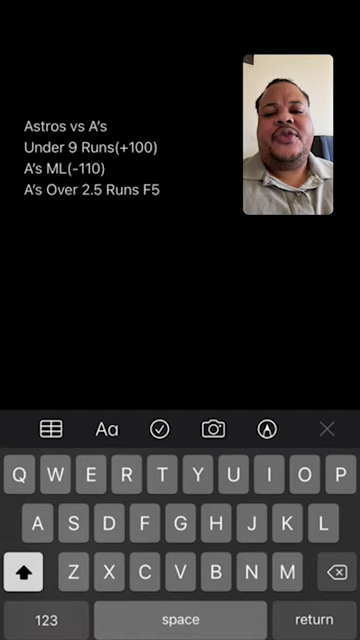 Astros vs A's
Under 9 Runs(+100)
A's ML(-110)
A's Over 2.5 Runs F5
Aa
Q W E R T Y U I O P
A S D F G H J K L
Z X C V B N M
123 space return